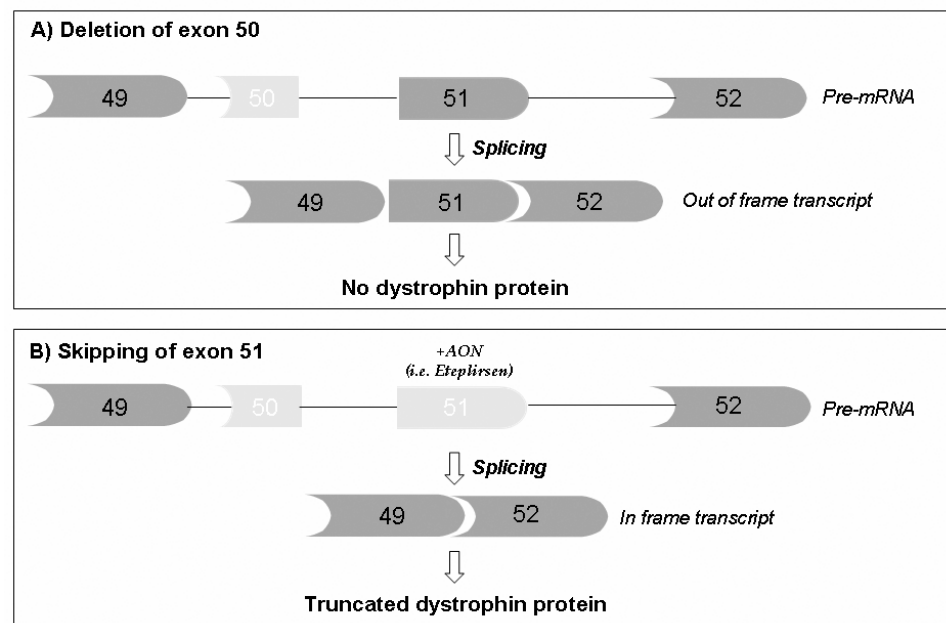 A) Deletion of exon 50
49 50 51 52 Pre-mRNA
Splicing
49 51 52 Out of frame transcript
No dystrophin protein
B) Skipping of exon 51
+AON
(i.e. Eteplirsen)
49 50 51 52 Pre-mRNA
Splicing
49 52 In frame transcript
Truncated dystrophin protein